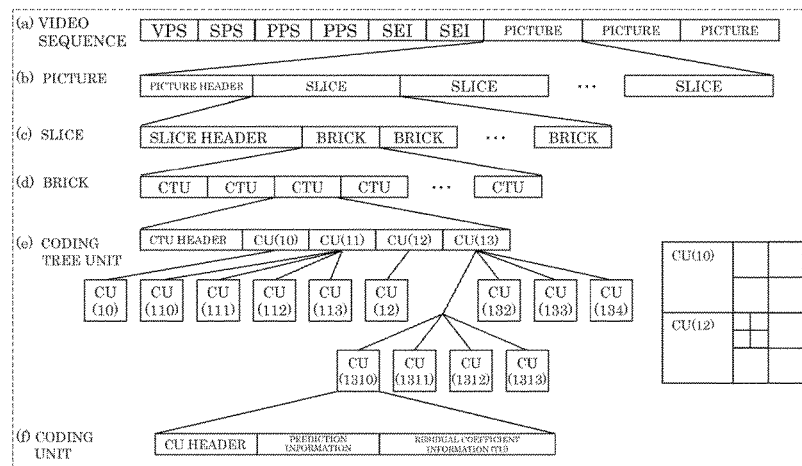 (a) VIDEO SEQUENCE
VPS SPS PPS PPS SEI SEI PICTURE PICTURE PICTURE
(b) PICTURE
PICTURE HEADER SLICE SLICE ... SLICE
(c) SLICE
SLICE HEADER BRICK BRICK ... BRICK
(d) BRICK
CTU CTU CTU CTU ... CTU
(e) CODING TREE UNIT
CTU HEADER CU(10) CU(11) CU(12) CU(13)
CU (10) CU (110) CU (111) CU (112) CU (113) CU (12) CU (132) CU (133) CU (134)
CU (1310) CU (1311) CU (1312) CU (1313)
CU(10)
CU(12)
(f) CODING UNIT
CU HEADER PREDICTION INFORMATION RESIDUAL COEFFICIENT INFORMATION